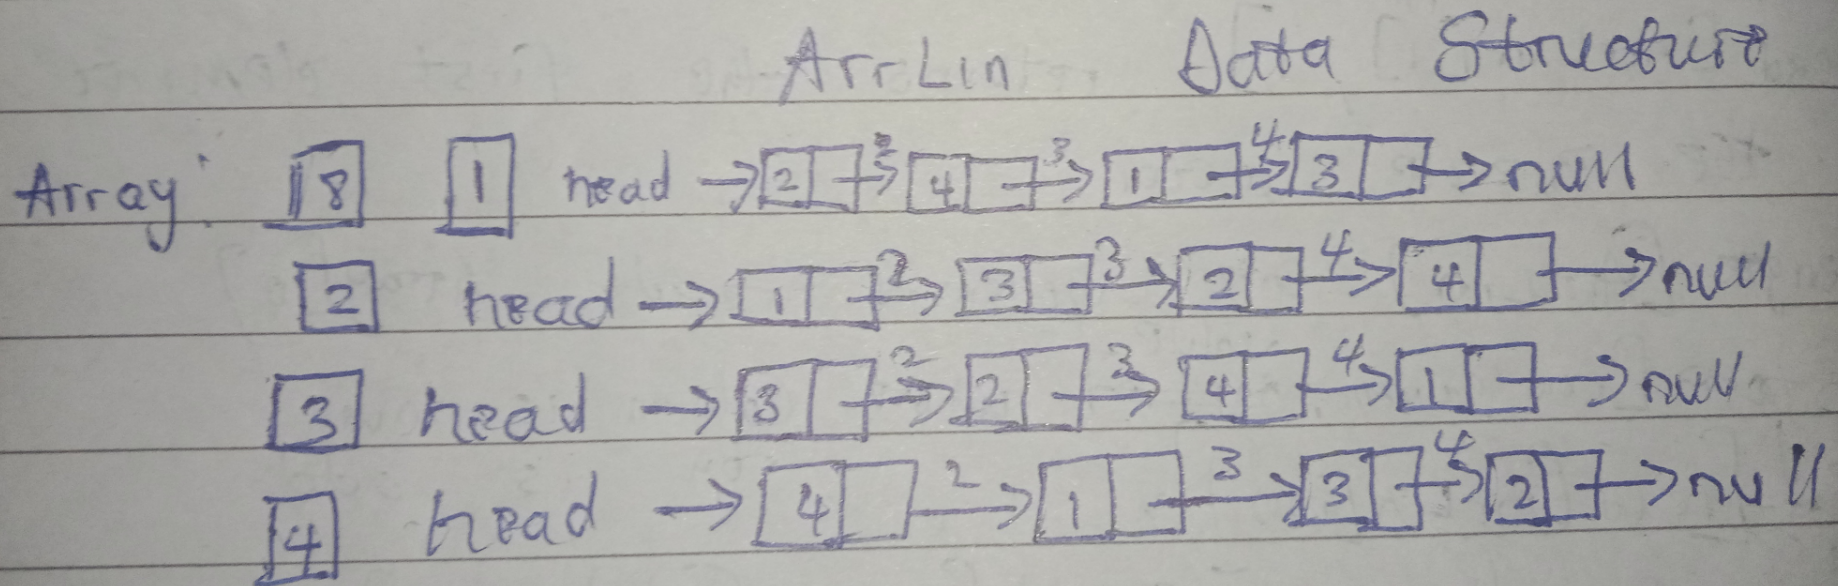 ArrLin Data Structure
Array: 18 1 head → 2 → 2 4 → 3 1 → 4 3 → null
2 head → 1 → 2 3 → 3 2 → 4 4 → null
3 head → 3 → 2 2 → 3 4 → 4 1 → null
4 head → 4 → 2 1 → 3 3 → 4 2 → null